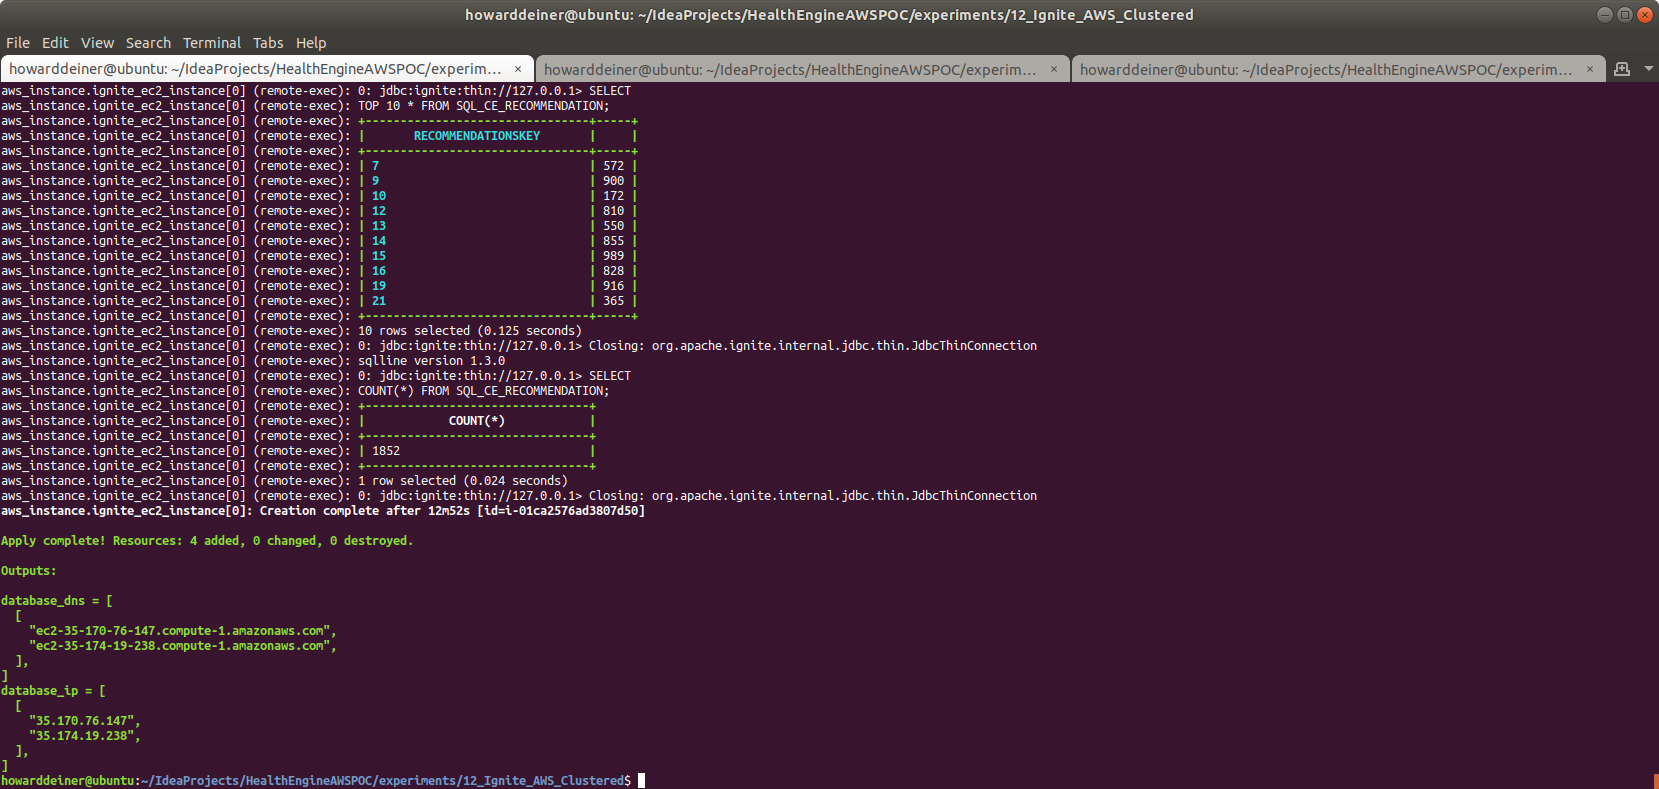 howarddeiner@ubuntu: ~/IdeaProjects/HealthEngineAWSPOC/experiments/12_Ignite_AWS_Clustered
File Edit View Search Terminal Tabs Help
howarddeiner@ubuntu: ~/IdeaProjects/HealthEngineAWSPOC/experim… × howarddeiner@ubuntu: ~/IdeaProjects/HealthEngineAWSPOC/experim… × howarddeiner@ubuntu: ~/IdeaProjects/HealthEngineAWSPOC/experim… ×
aws_instance.ignite_ec2_instance[0] (remote-exec): 0: jdbc:ignite:thin://127.0.0.1> SELECT
aws_instance.ignite_ec2_instance[0] (remote-exec): TOP 10 * FROM SQL_CE_RECOMMENDATION;
aws_instance.ignite_ec2_instance[0] (remote-exec): +--------------------------------+-----+
aws_instance.ignite_ec2_instance[0] (remote-exec): |       RECOMMENDATIONSKEY       |     |
aws_instance.ignite_ec2_instance[0] (remote-exec): +--------------------------------+-----+
aws_instance.ignite_ec2_instance[0] (remote-exec): | 7                              | 572 |
aws_instance.ignite_ec2_instance[0] (remote-exec): | 9                              | 900 |
aws_instance.ignite_ec2_instance[0] (remote-exec): | 10                             | 172 |
aws_instance.ignite_ec2_instance[0] (remote-exec): | 12                             | 810 |
aws_instance.ignite_ec2_instance[0] (remote-exec): | 13                             | 550 |
aws_instance.ignite_ec2_instance[0] (remote-exec): | 14                             | 855 |
aws_instance.ignite_ec2_instance[0] (remote-exec): | 15                             | 989 |
aws_instance.ignite_ec2_instance[0] (remote-exec): | 16                             | 828 |
aws_instance.ignite_ec2_instance[0] (remote-exec): | 19                             | 916 |
aws_instance.ignite_ec2_instance[0] (remote-exec): | 21                             | 365 |
aws_instance.ignite_ec2_instance[0] (remote-exec): +--------------------------------+-----+
aws_instance.ignite_ec2_instance[0] (remote-exec): 10 rows selected (0.125 seconds)
aws_instance.ignite_ec2_instance[0] (remote-exec): 0: jdbc:ignite:thin://127.0.0.1> Closing: org.apache.ignite.internal.jdbc.thin.JdbcThinConnection
aws_instance.ignite_ec2_instance[0] (remote-exec): sqlline version 1.3.0
aws_instance.ignite_ec2_instance[0] (remote-exec): 0: jdbc:ignite:thin://127.0.0.1> SELECT
aws_instance.ignite_ec2_instance[0] (remote-exec): COUNT(*) FROM SQL_CE_RECOMMENDATION;
aws_instance.ignite_ec2_instance[0] (remote-exec): +--------------------------------+
aws_instance.ignite_ec2_instance[0] (remote-exec): |            COUNT(*)            |
aws_instance.ignite_ec2_instance[0] (remote-exec): +--------------------------------+
aws_instance.ignite_ec2_instance[0] (remote-exec): | 1852                           |
aws_instance.ignite_ec2_instance[0] (remote-exec): +--------------------------------+
aws_instance.ignite_ec2_instance[0] (remote-exec): 1 row selected (0.024 seconds)
aws_instance.ignite_ec2_instance[0] (remote-exec): 0: jdbc:ignite:thin://127.0.0.1> Closing: org.apache.ignite.internal.jdbc.thin.JdbcThinConnection
aws_instance.ignite_ec2_instance[0]: Creation complete after 12m52s [id=i-01ca2576ad3807d50]
Apply complete! Resources: 4 added, 0 changed, 0 destroyed.
Outputs:
database_dns = [
  [
    "ec2-35-170-76-147.compute-1.amazonaws.com",
    "ec2-35-174-19-238.compute-1.amazonaws.com",
  ],
]
database_ip = [
  [
    "35.170.76.147",
    "35.174.19.238",
  ],
]
howarddeiner@ubuntu:~/IdeaProjects/HealthEngineAWSPOC/experiments/12_Ignite_AWS_Clustered$